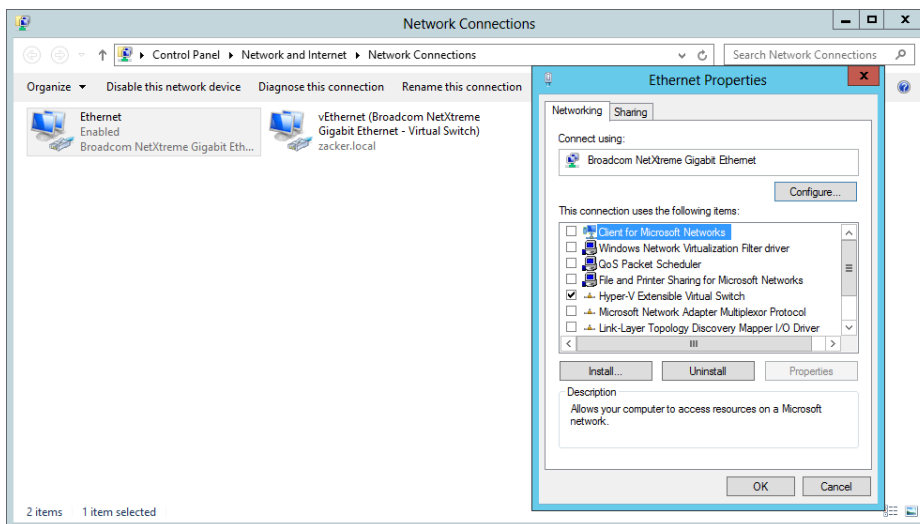 Network Connections
Control Panel Network and Internet Network Connections
Search Network Connections
Organize Disable this network device Diagnose this connection Rename this connection
Ethernet
Enabled
Broadcom NetXtreme Gigabit Eth...
vEthernet (Broadcom NetXtreme
Gigabit Ethernet - Virtual Switch)
zacker.local
Ethernet Properties
Networking Sharing
Connect using:
Broadcom NetXtreme Gigabit Ethernet
Configure...
This connection uses the following items:
Client for Microsoft Networks
Windows Network Virtualization Filter driver
QoS Packet Scheduler
File and Printer Sharing for Microsoft Networks
Hyper-V Extensible Virtual Switch
Microsoft Network Adapter Multiplexor Protocol
Link-Layer Topology Discovery Mapper I/O Driver
Install... Uninstall Properties
Description
Allows your computer to access resources on a Microsoft
network.
OK Cancel
2 items 1 item selected